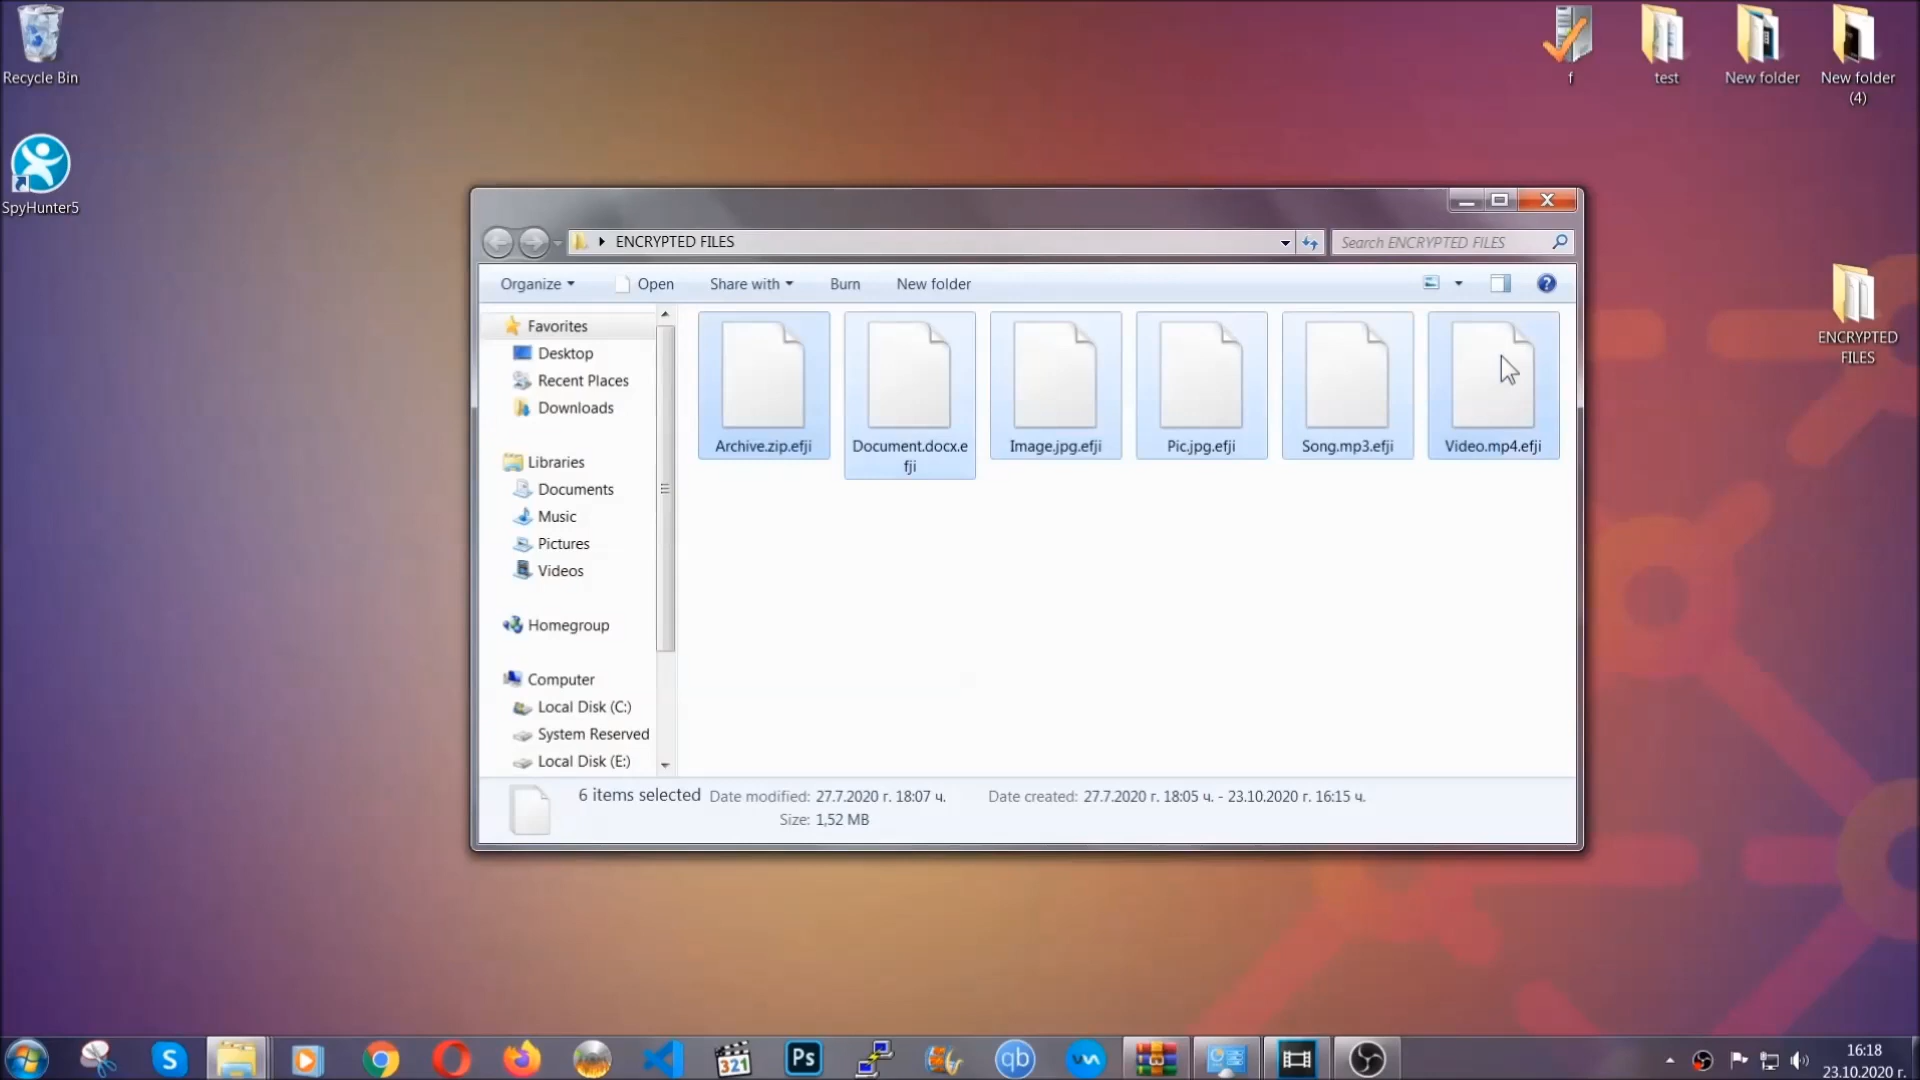 Recycle Bin
SpyHunter5
f
test
New folder
New folder
(4)
ENCRYPTED
FILES
ENCRYPTED FILES
Search ENCRYPTED FILES
Organize
Open
Share with
Burn
New folder
Favorites
Desktop
Recent Places
Downloads
Libraries
Documents
Music
Pictures
Videos
Homegroup
Computer
Local Disk (C:)
System Reserved
Local Disk (E:)
Archive.zip.efji
Document.docx.e
fji
Image.jpg.efji
Pic.jpg.efji
Song.mp3.efji
Video.mp4.efji
6 items selected
Date modified: 27.7.2020 г. 18:07 ч.
Date created: 27.7.2020 г. 18:05 ч. - 23.10.2020 г. 16:15 ч.
Size: 1,52 MB
S
321
Ps
qb
16:18
23.10.2020 г.